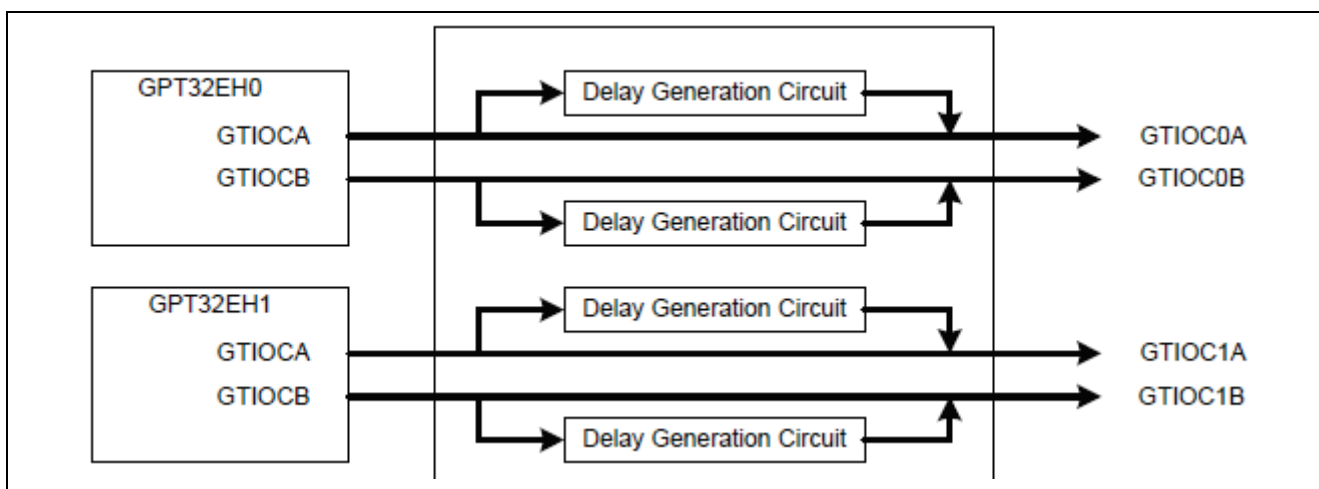 GPT32EH0
Delay Generation Circuit
GTIOCA
GTIOC0A
GTIOCB
GTIOC0B
Delay Generation Circuit
GPT32EH1
Delay Generation Circuit
GTIOCA
GTIOC1A
GTIOCB
GTIOC1B
Delay Generation Circuit